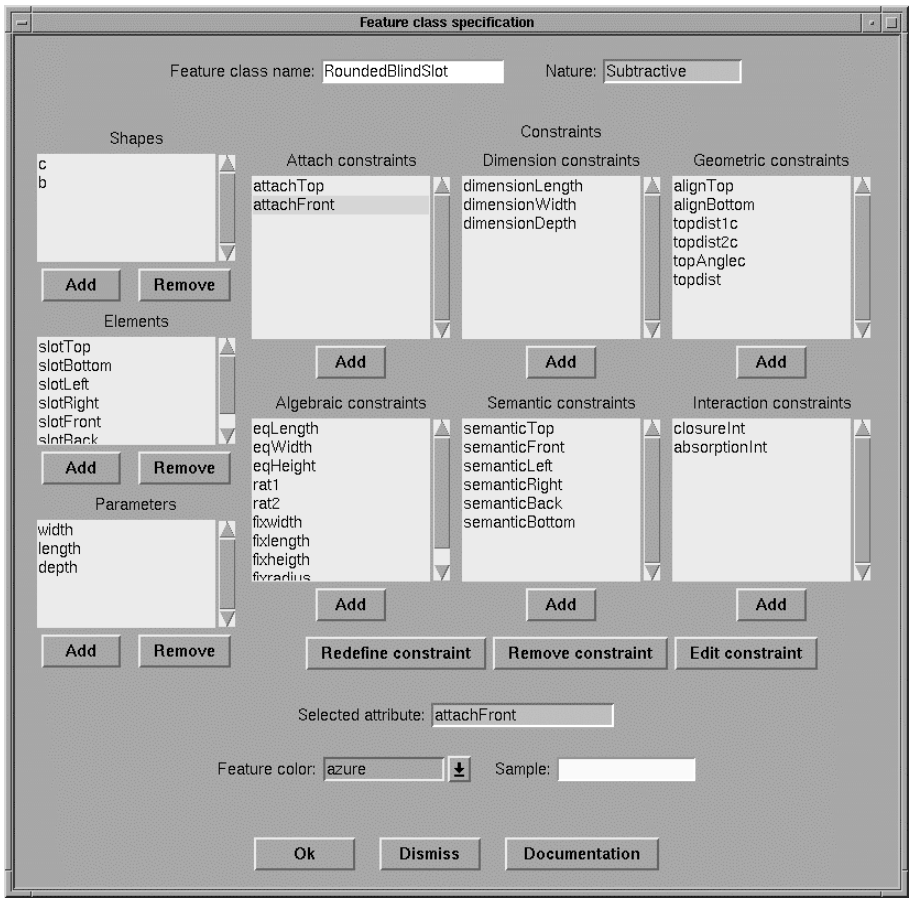 Feature class specification
Feature class name: RoundedBlindSlot Nature: Subtractive
Shapes
c
b
Add Remove
Elements
slotTop
slotBottom
slotLeft
slotRight
slotFront
slotBack
Add Remove
Parameters
width
length
depth
Add Remove
Constraints
Attach constraints
attachTop
attachFront
Add
Dimension constraints
dimensionLength
dimensionWidth
dimensionDepth
Add
Geometric constraints
alignTop
alignBottom
topdist1c
topdist2c
topAnglec
topdist
Add
Algebraic constraints
eqLength
eqWidth
eqHeight
rat1
rat2
fixwidth
fixlength
fixheigth
fixradius
Add
Semantic constraints
semanticTop
semanticFront
semanticLeft
semanticRight
semanticBack
semanticBottom
Add
Interaction constraints
closureInt
absorptionInt
Add
Redefine constraint Remove constraint Edit constraint
Selected attribute: attachFront
Feature color: azure Sample:
Ok Dismiss Documentation